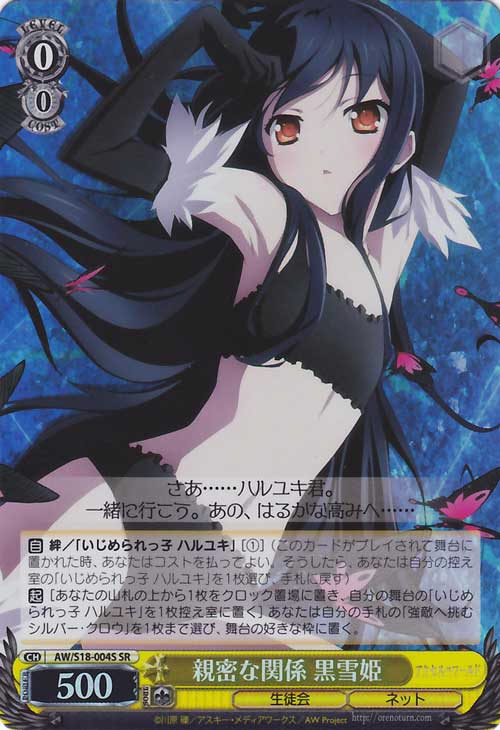 LEVEL
0
0
COST
さあ……ハルユキ君。
一緒に行こう。あの、はるかな高みへ……
自 絆／「いじめられっ子 ハルユキ」 [①] （このカードがプレイされて舞台に
置かれた時、あなたはコストを払ってよい。そうしたら、あなたは自分の控え
室の「いじめられっ子 ハルユキ」を1枚選び、手札に戻す）
起 [あなたの山札の上から1枚をクロック置場に置き、自分の舞台の「いじめ
られっ子 ハルユキ」を1枚控え室に置く] あなたは自分の手札の「強敵へ挑む
シルバー・クロウ」を1枚まで選び、舞台の好きな枠に置く。
CH AW/S18-004S SR
親密な関係 黒雪姫
アクセル・ワールド
POWER
500
SOUL
生徒会
ネット
©川原 礫／アスキー・メディアワークス／AW Project
http://orenoturn.com